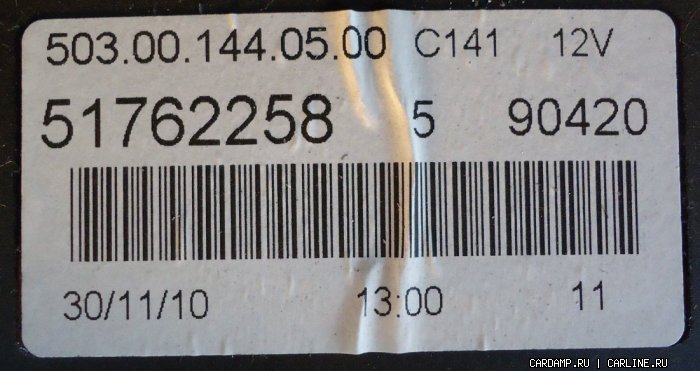 503.00.144.05.00 C141 12V
51762258 5 90420
30/11/10 13:00 11
CARDAMP.RU | CARLINE.RU